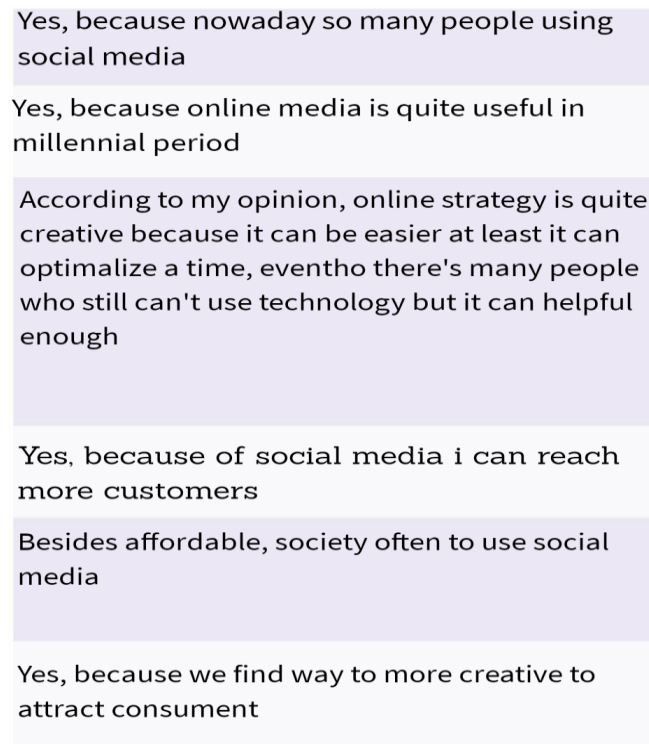 Yes, because nowaday so many people using
social media
Yes, because online media is quite useful in
millennial period
According to my opinion, online strategy is quite
creative because it can be easier at least it can
optimalize a time, eventho there's many people
who still can't use technology but it can helpful
enough
Yes, because of social media i can reach
more customers
Besides affordable, society often to use social
media
Yes, because we find way to more creative to
attract consument